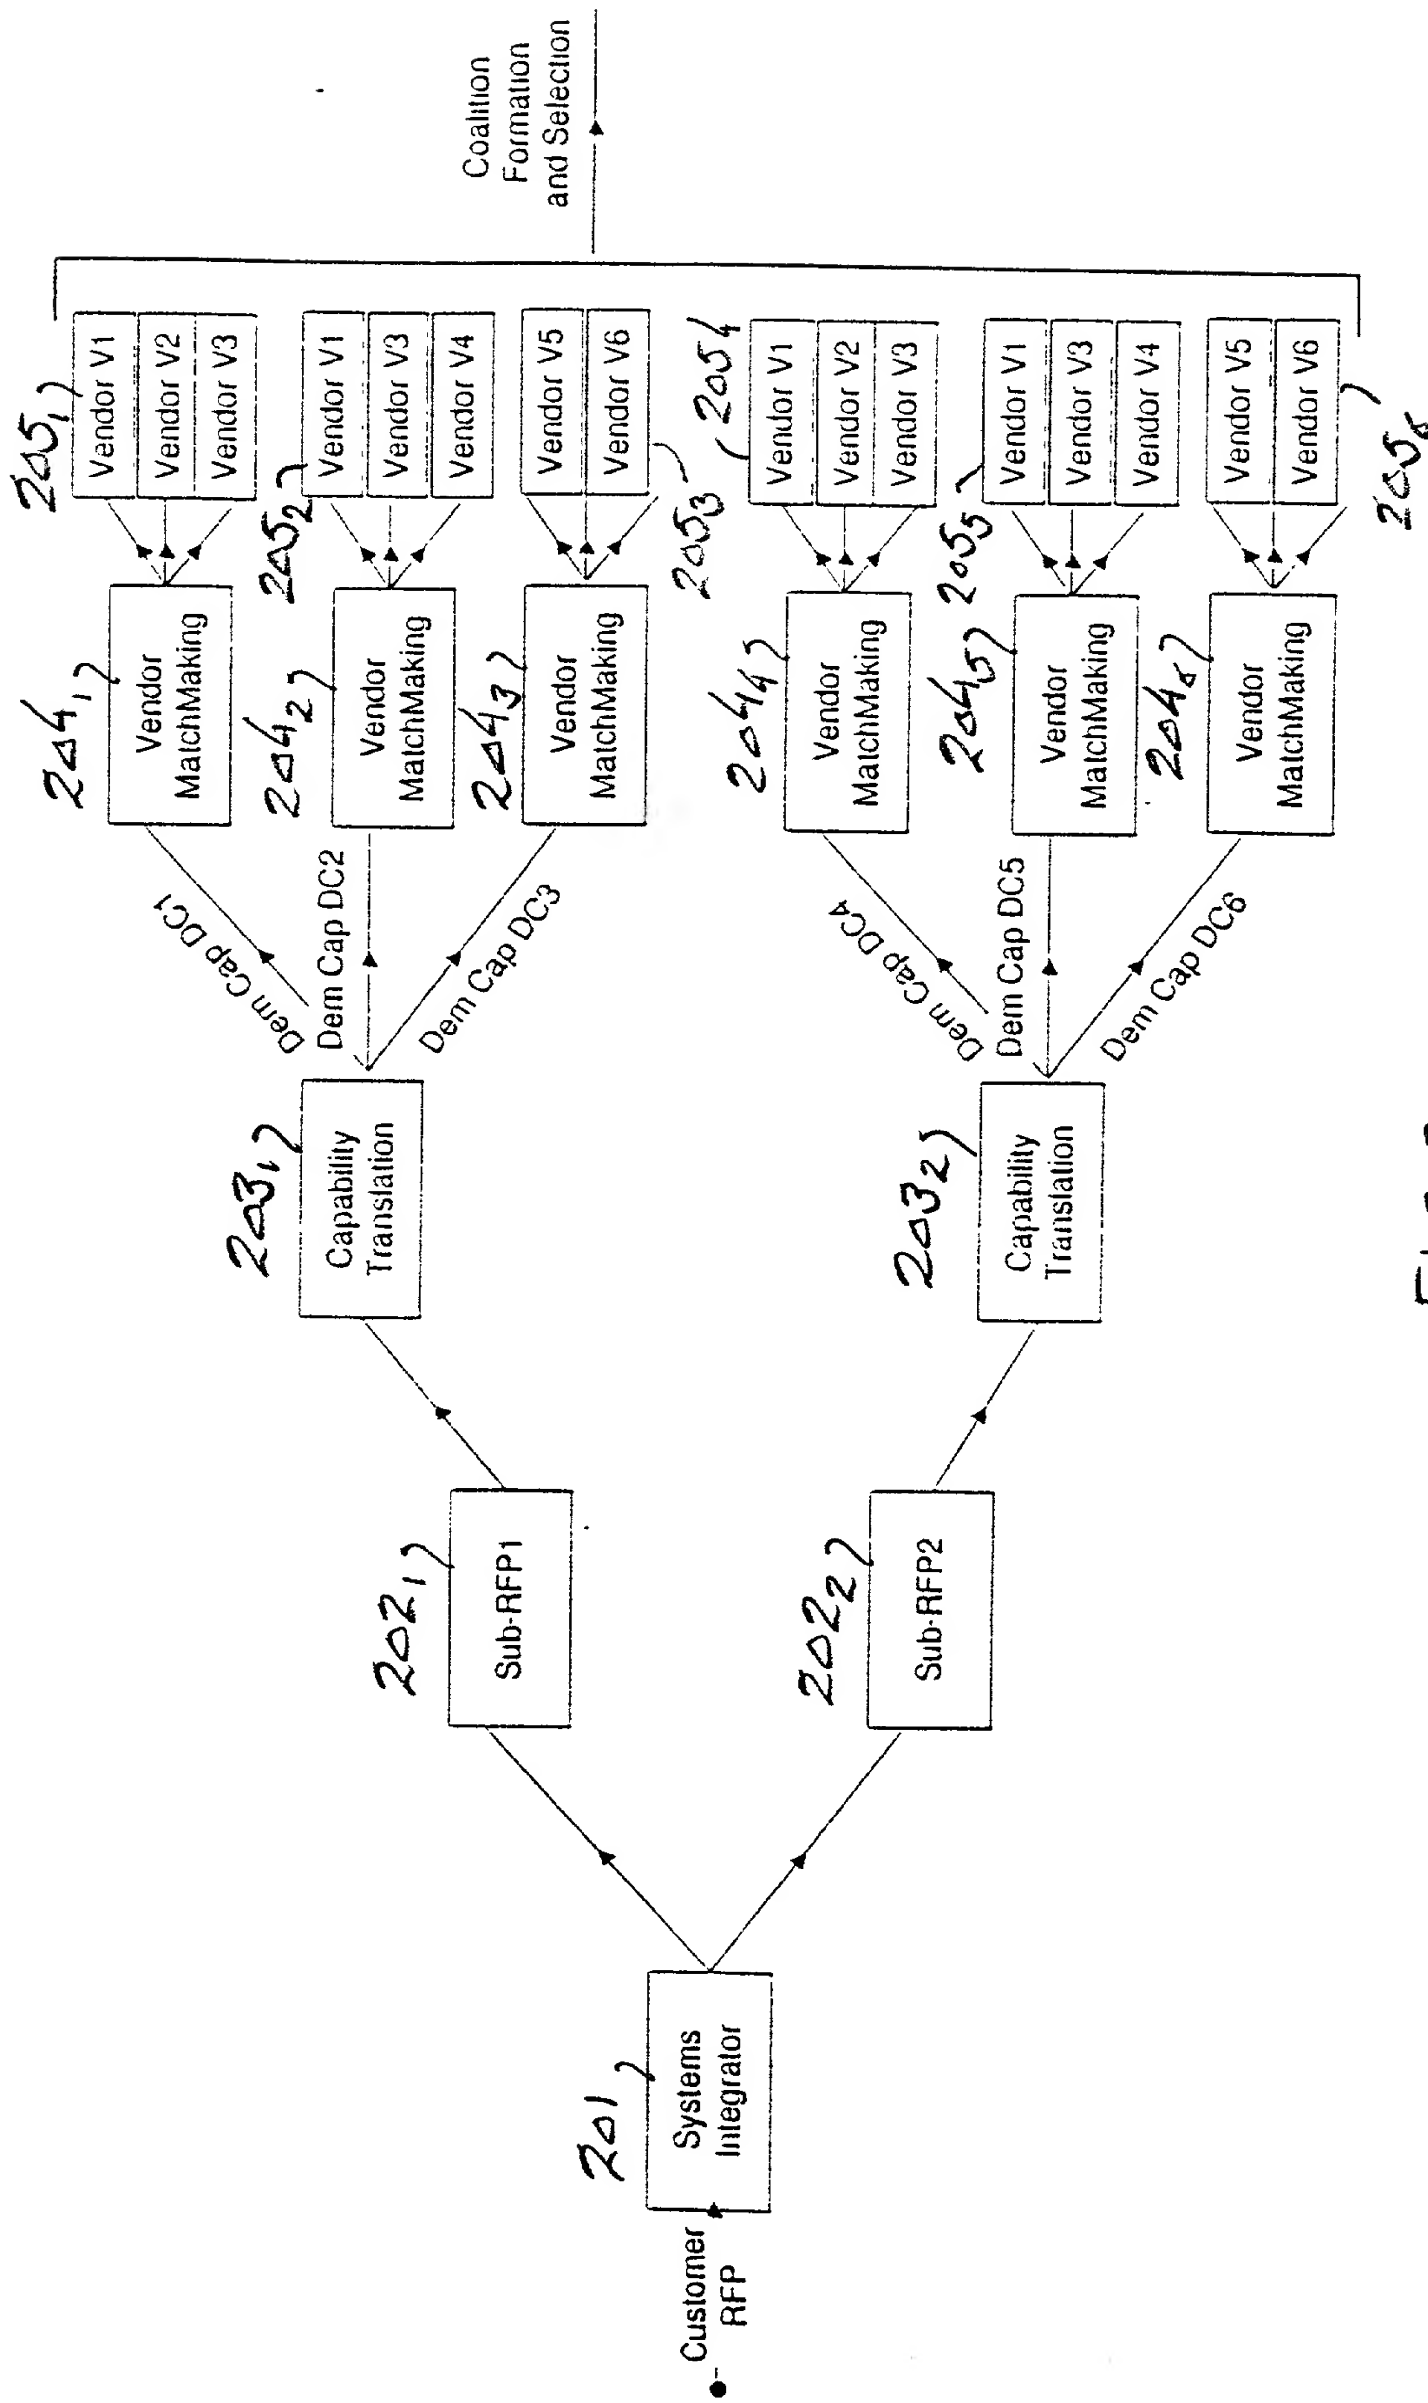 Customer
RFP
201
Systems
Integrator
202₁
Sub-RFP1
202₂
Sub-RFP2
203₁
Capability
Translation
203₂
Capability
Translation
Dem Cap DC1
Dem Cap DC2
Dem Cap DC3
Dem Cap DC4
Dem Cap DC5
Dem Cap DC6
204₁
Vendor
MatchMaking
204₂
Vendor
MatchMaking
204₃
Vendor
MatchMaking
204₄
Vendor
MatchMaking
204₅
Vendor
MatchMaking
204₆
Vendor
MatchMaking
205₁
Vendor V1
Vendor V2
Vendor V3
205₂
Vendor V1
Vendor V3
Vendor V4
205₃
Vendor V5
Vendor V6
205₄
Vendor V1
Vendor V2
Vendor V3
205₅
Vendor V1
Vendor V3
Vendor V4
205₆
Vendor V5
Vendor V6
Coalition
Formation
and Selection